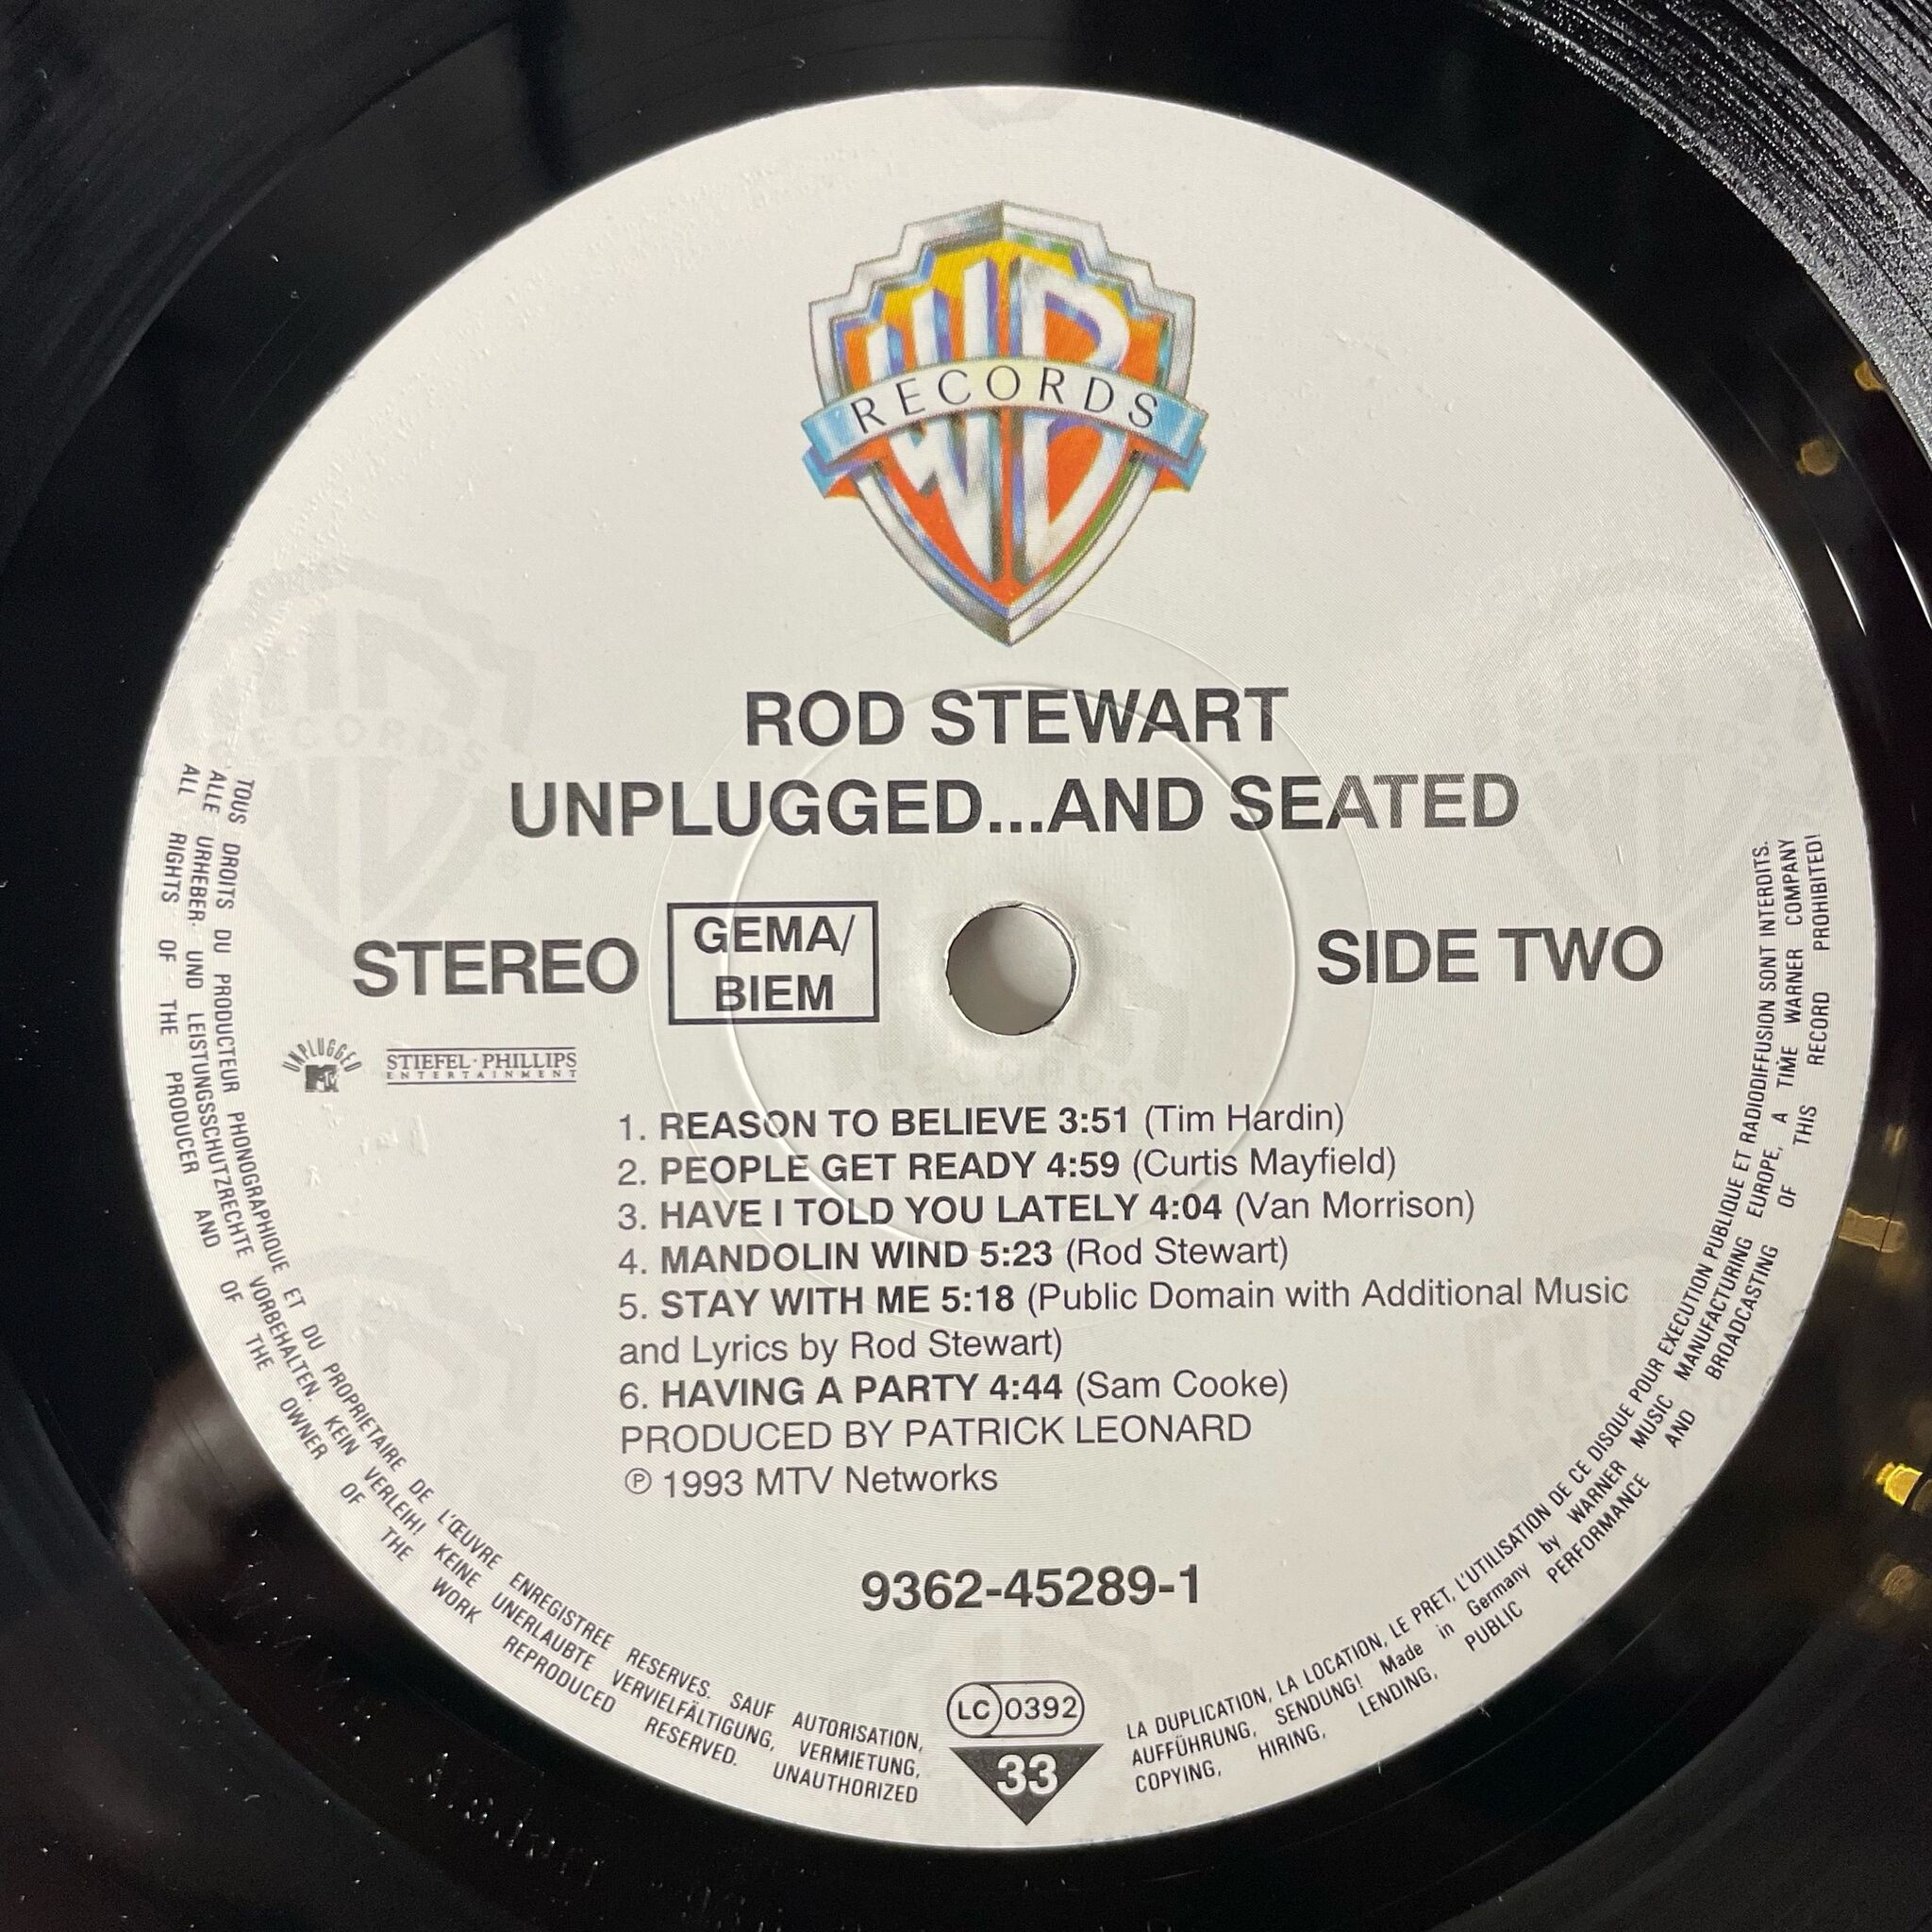 WB
RECORDS
ROD STEWART
UNPLUGGED...AND SEATED
STEREO
GEMA/
BIEM
SIDE TWO
UNPLUGGED
MTV
STIEFEL·PHILLIPS
ENTERTAINMENT
1. REASON TO BELIEVE 3:51 (Tim Hardin)
2. PEOPLE GET READY 4:59 (Curtis Mayfield)
3. HAVE I TOLD YOU LATELY 4:04 (Van Morrison)
4. MANDOLIN WIND 5:23 (Rod Stewart)
5. STAY WITH ME 5:18 (Public Domain with Additional Music
and Lyrics by Rod Stewart)
6. HAVING A PARTY 4:44 (Sam Cooke)
PRODUCED BY PATRICK LEONARD
℗ 1993 MTV Networks
9362-45289-1
LC 0392
33
TOUS DROITS DU PRODUCTEUR PHONOGRAPHIQUE ET DU PROPRIETAIRE DE L'ŒUVRE ENREGISTREE RESERVES. SAUF AUTORISATION, LA DUPLICATION, LA LOCATION, LE PRET, L'UTILISATION DE CE DISQUE POUR EXECUTION PUBLIQUE ET RADIODIFFUSION SONT INTERDITS.
ALLE URHEBER- UND LEISTUNGSSCHUTZRECHTE VORBEHALTEN. KEIN VERLEIH! KEINE UNERLAUBTE VERVIELFÄLTIGUNG, VERMIETUNG, AUFFÜHRUNG, SENDUNG! Made in Germany by WARNER MUSIC MANUFACTURING EUROPE, A TIME WARNER COMPANY
ALL RIGHTS OF THE PRODUCER AND OF THE OWNER OF THE WORK REPRODUCED RESERVED. UNAUTHORIZED COPYING, HIRING, LENDING, PUBLIC PERFORMANCE AND BROADCASTING OF THIS RECORD PROHIBITED!